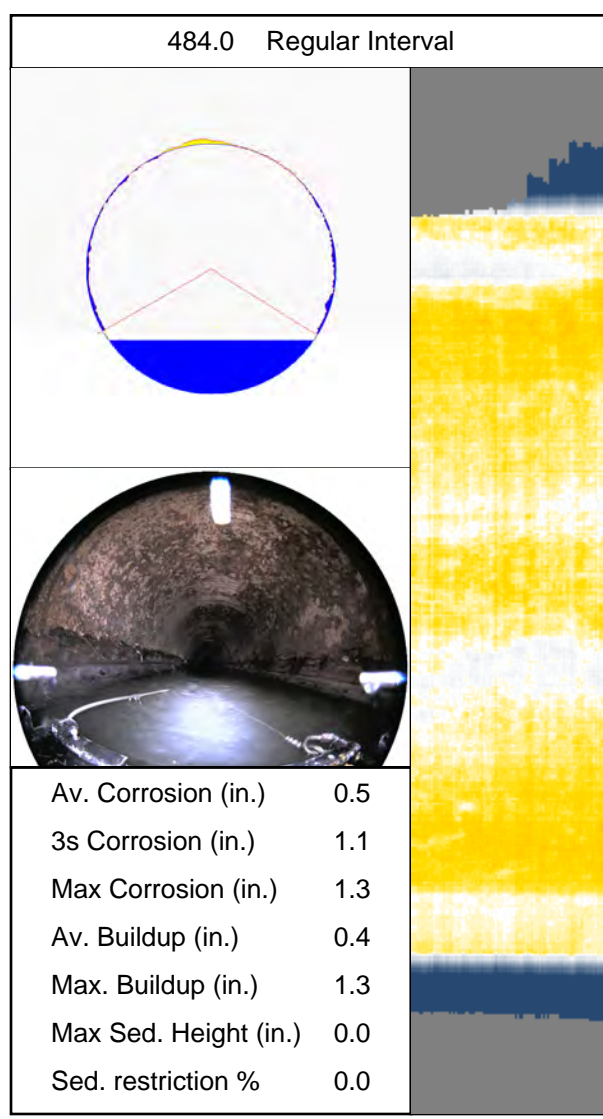 484.0 Regular Interval
Av. Corrosion (in.) 0.5
3s Corrosion (in.) 1.1
Max Corrosion (in.) 1.3
Av. Buildup (in.) 0.4
Max. Buildup (in.) 1.3
Max Sed. Height (in.) 0.0
Sed. restriction % 0.0